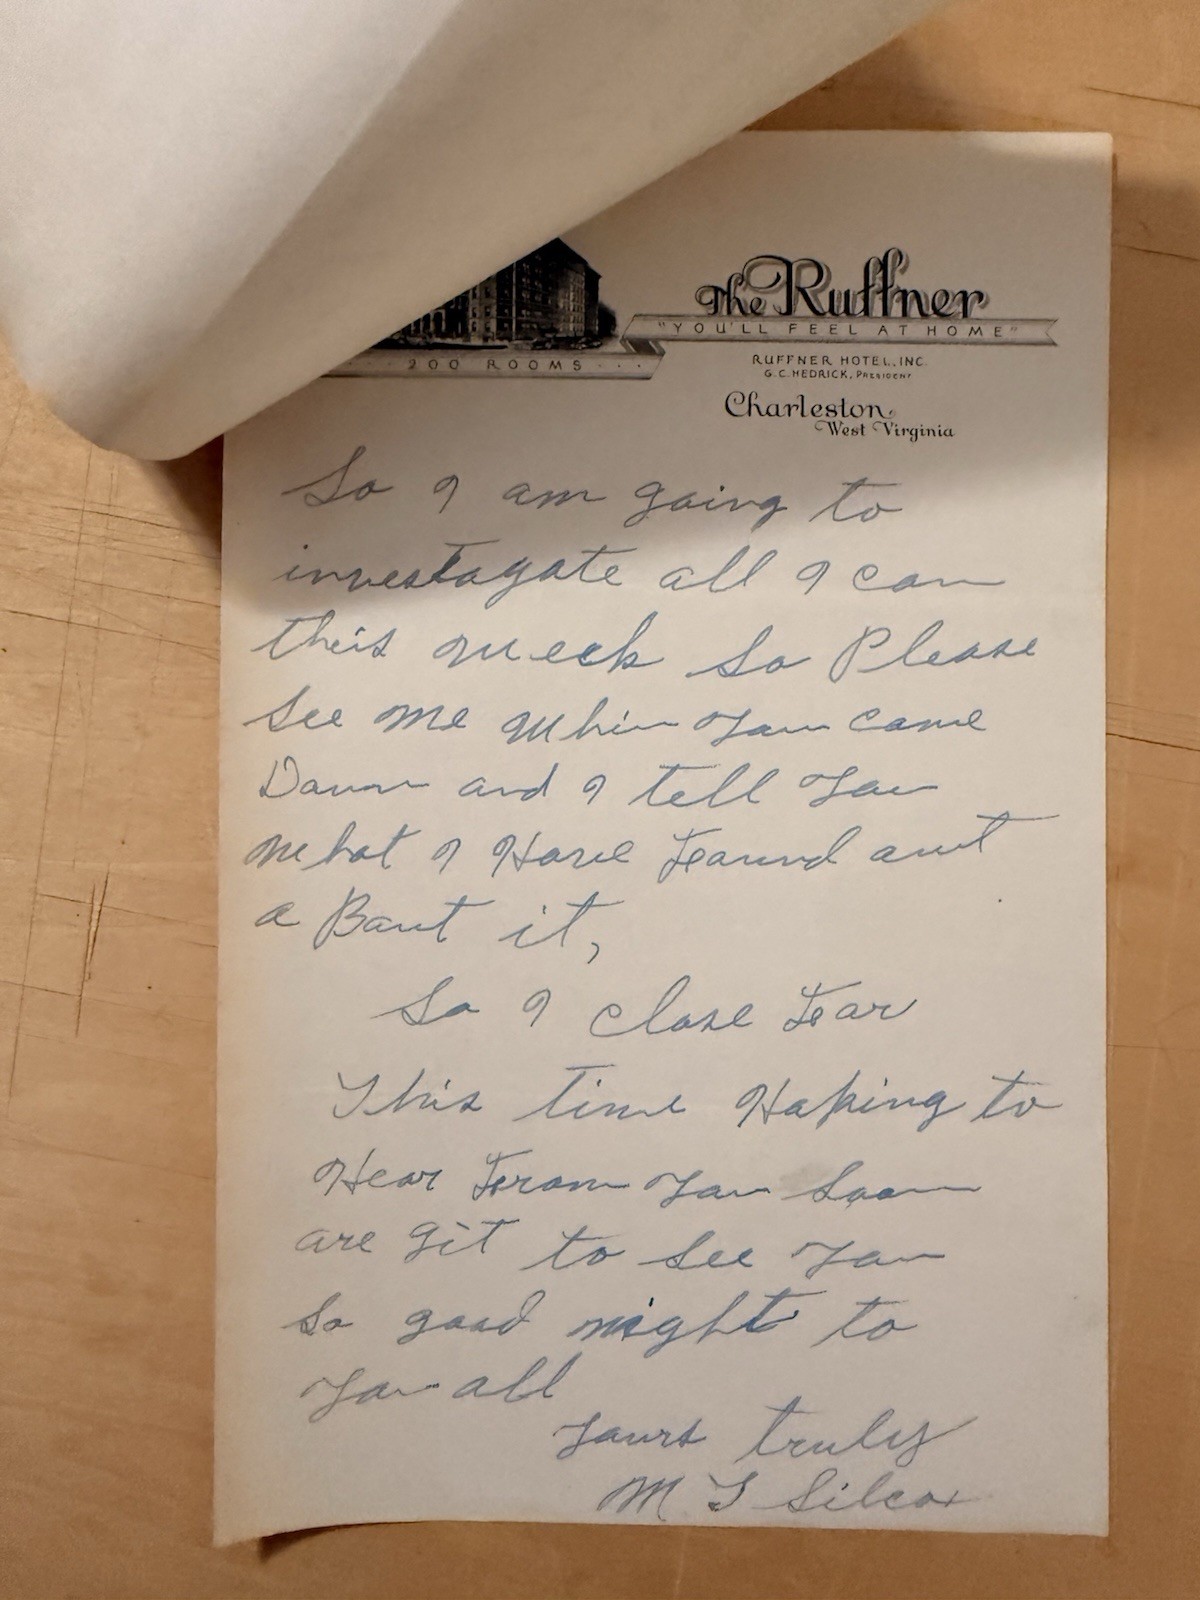 The Ruffner
"YOU'LL FEEL AT HOME"
200 ROOMS
RUFFNER HOTEL, INC.
G. C. HEDRICK, PRESIDENT
Charleston,
West Virginia
So I am going to
investagate all I can
theis Week So Please
See Me Whin You come
Down and I tell You
What I Have Found out
a Bout it,
So I close For
This time Hoping to
Hear From You Soon
are git to See You
So good night to
You all
Yours truly
M T Silcox